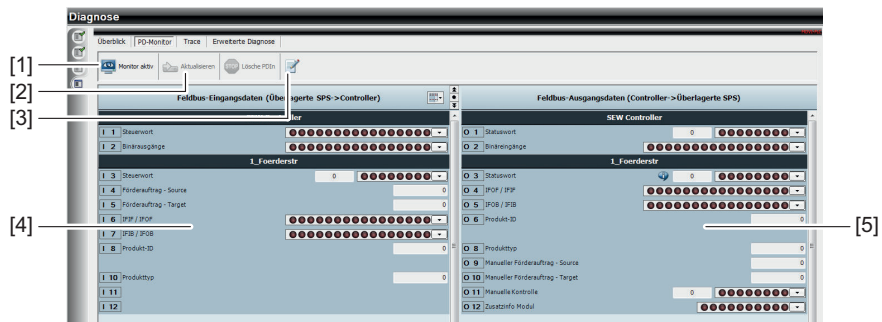 Diagnose
Überblick PD-Monitor Trace Erweiterte Diagnose
[1] Monitor aktiv Aktualisieren STOP Lösche PDIn
[2]
[3]
Feldbus-Eingangsdaten (Überlagerte SPS->Controller) Feldbus-Ausgangsdaten (Controller->Überlagerte SPS)
SEW Controller
I 1 Steuerwort O 1 Statuswort 0
I 2 Binärausgänge O 2 Binäreingänge
1_Foerderstr 1_Foerderstr
I 3 Steuerwort 0 O 3 Statuswort 0
I 4 Förderauftrag - Source 0 O 4 IFOF / IFIF
I 5 Förderauftrag - Target 0 O 5 IFOB / IFIB
I 6 IFIF / IFOF O 6 Produkt-ID 0
[4] [5]
I 7 IFIB / IFOB
I 8 Produkt-ID 0 O 8 Produkttyp 0
O 9 Manueller Förderauftrag - Source 0
I 10 Produkttyp 0 O 10 Manueller Förderauftrag - Target 0
I 11 O 11 Manuelle Kontrolle 0
I 12 O 12 Zusatzinfo Modul